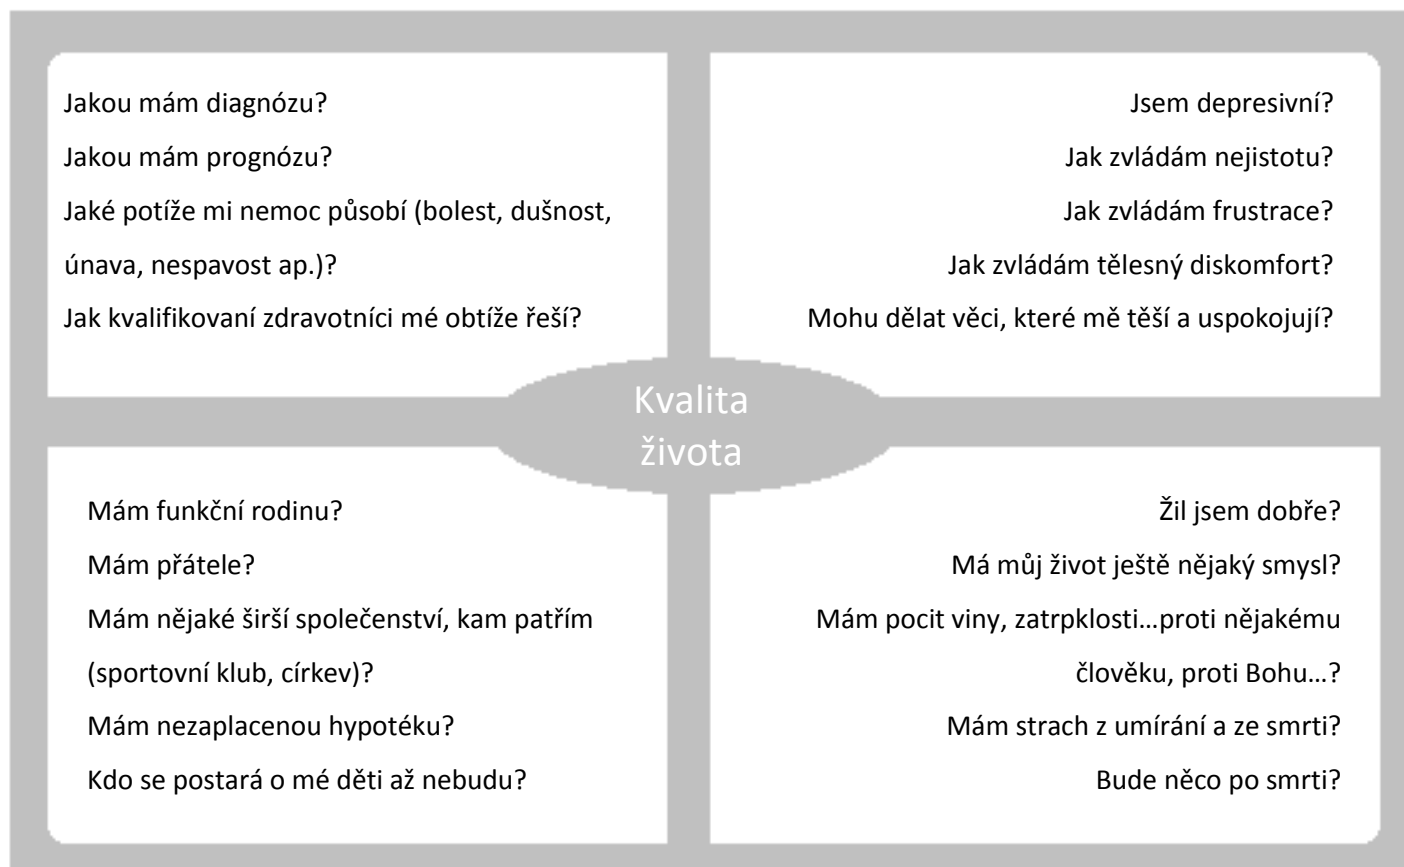 Jakou mám diagnózu?
Jakou mám prognózu?
Jaké potíže mi nemoc působí (bolest, dušnost,
únava, nespavost ap.)?
Jak kvalifikovaní zdravotníci mé obtíže řeší?
Jsem depresivní?
Jak zvládám nejistotu?
Jak zvládám frustrace?
Jak zvládám tělesný diskomfort?
Mohu dělat věci, které mě těší a uspokojují?
Kvalita
života
Mám funkční rodinu?
Mám přátele?
Mám nějaké širší společenství, kam patřím
(sportovní klub, církev)?
Mám nezaplacenou hypotéku?
Kdo se postará o mé děti až nebudu?
Žil jsem dobře?
Má můj život ještě nějaký smysl?
Mám pocit viny, zatrpklosti…proti nějakému
člověku, proti Bohu…?
Mám strach z umírání a ze smrti?
Bude něco po smrti?